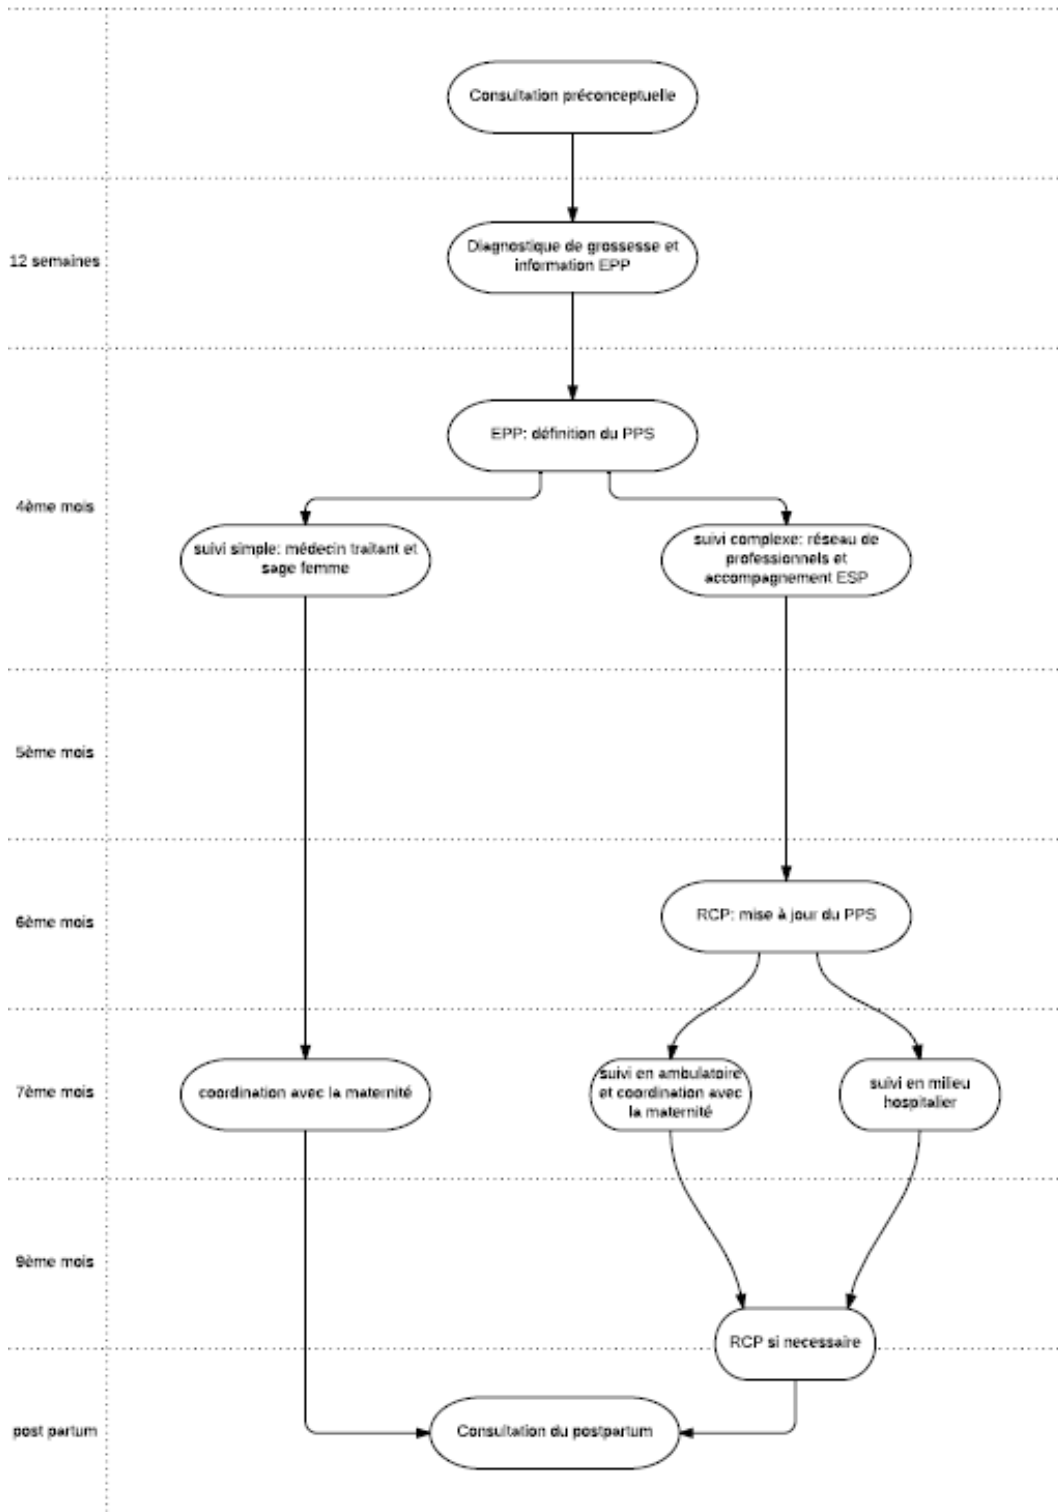 Consultation préconceptuelle
12 semaines
Diagnostique de grossesse et
information EPP
EPP: définition du PPS
4ème mois
suivi simple: médecin traitant et
sage femme
suivi complexe: réseau de
professionnels et
accompagnement ESP
5ème mois
6ème mois
RCP: mise à jour du PPS
7ème mois
coordination avec la maternité
suivi en ambulatoire
et coordination avec
la maternité
suivi en milieu
hospitalier
9ème mois
RCP si necessaire
post partum
Consultation du postpartum